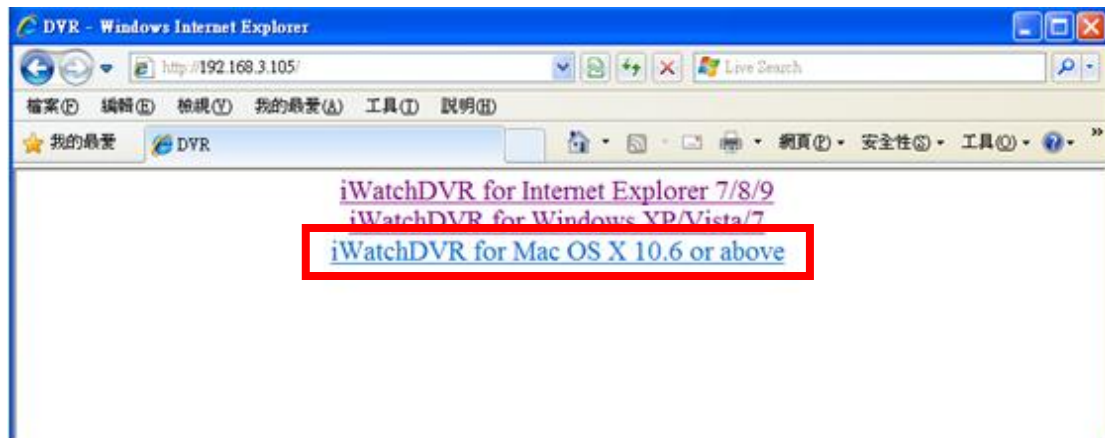 DVR - Windows Internet Explorer
http://192.168.3.105/
Live Search
檔案(F) 編輯(E) 檢視(V) 我的最愛(A) 工具(T) 說明(H)
我的最愛 DVR 網頁(P) 安全性(S) 工具(O)
iWatchDVR for Internet Explorer 7/8/9
iWatchDVR for Windows XP/Vista/7
iWatchDVR for Mac OS X 10.6 or above